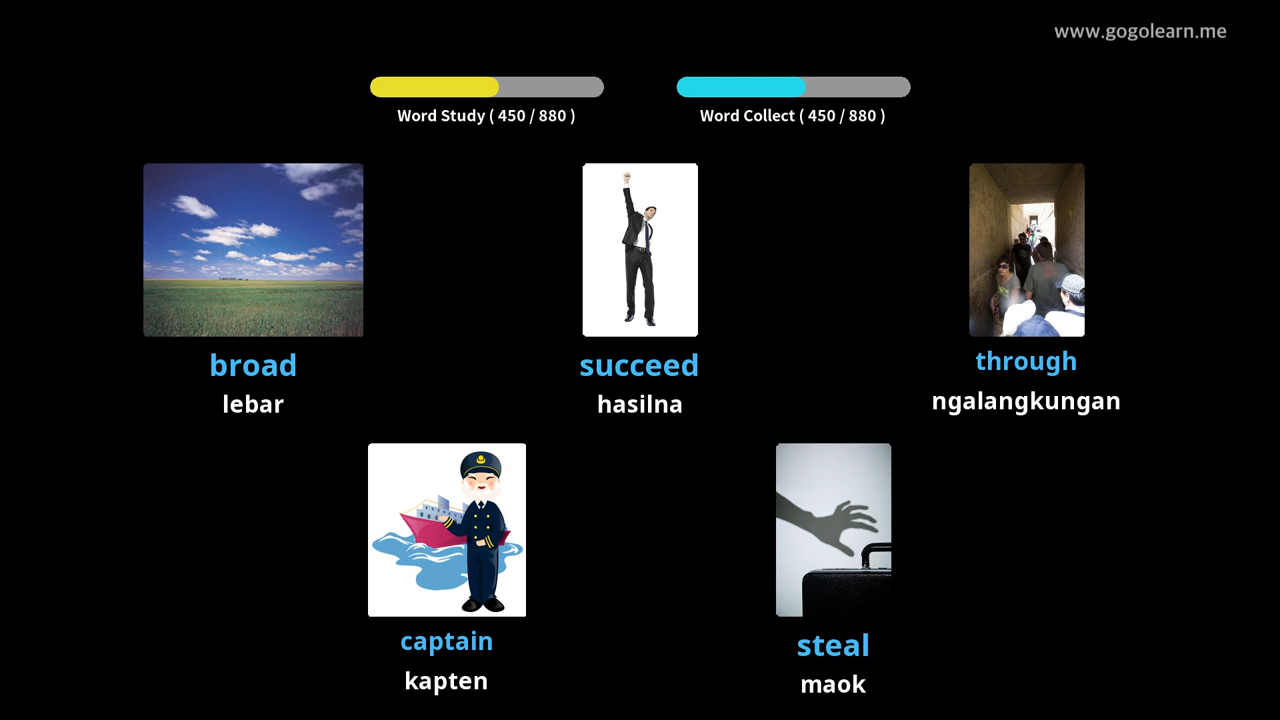 www.gogolearn.me
Word Study ( 450 / 880 )
Word Collect ( 450 / 880 )
broad
lebar
succeed
hasilna
through
ngalangkungan
captain
kapten
steal
maok